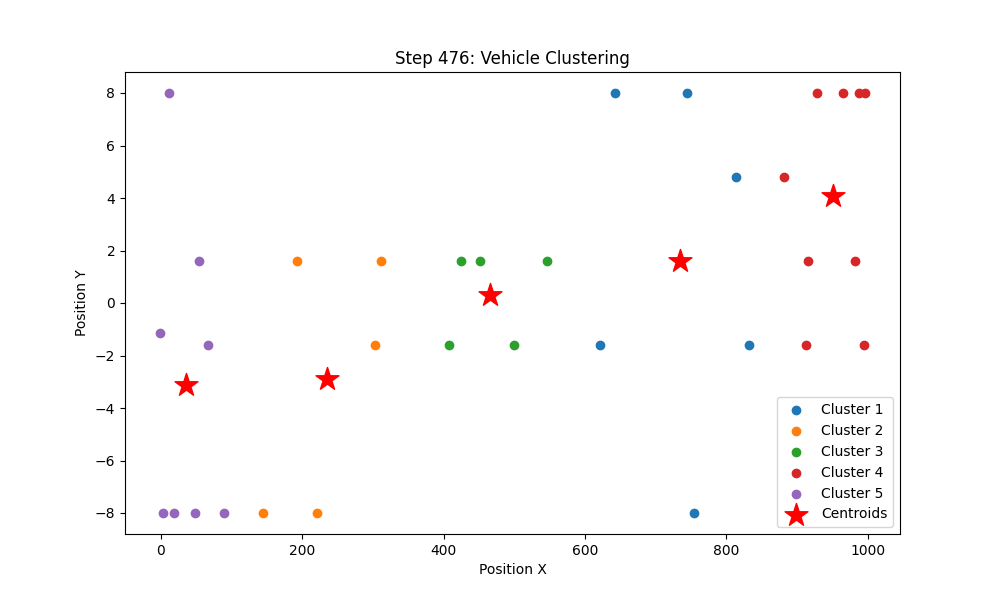 Step 476: Vehicle Clustering
Position Y
8
6
4
2
0
−2
−4
−6
−8
0 200 400 600 800 1000
Position X
Cluster 1
Cluster 2
Cluster 3
Cluster 4
Cluster 5
Centroids